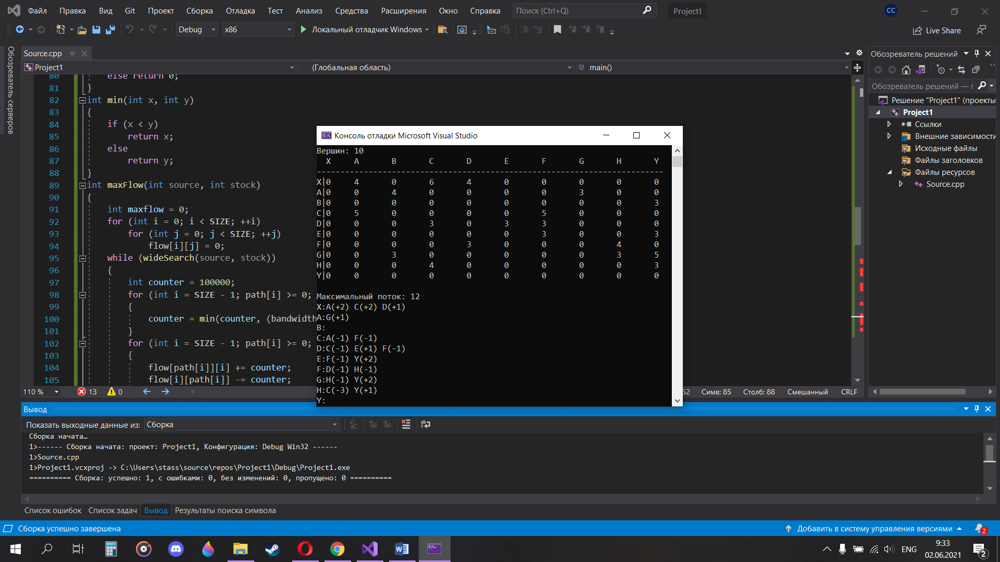 Файл Правка Вид Git Проект Сборка Отладка Тест Анализ Средства Расширения Окно Справка Поиск (Ctrl+Q) Project1 CC
Debug x86 Локальный отладчик Windows Live Share
Обозреватель серверов
Source.cpp
Project1 (Глобальная область) main()
80 else return 0;
81 }
82 int min(int x, int y)
83 {
84 if (x < y)
85 return x;
86 else
87 return y;
88 }
89 int maxFlow(int source, int stock)
90 {
91 int maxflow = 0;
92 for (int i = 0; i < SIZE; ++i)
93 for (int j = 0; j < SIZE; ++j)
94 flow[i][j] = 0;
95 while (wideSearch(source, stock))
96 {
97 int counter = 100000;
98 for (int i = SIZE - 1; path[i] >= 0;
99 {
100 counter = min(counter, (bandwidth
101 }
102 for (int i = SIZE - 1; path[i] >= 0;
103 {
104 flow[path[i]][i] += counter;
105 flow[i][path[i]] -= counter;
110 % 13 0 52 Симв: 85 Столб: 88 Смешанный CRLF
Консоль отладки Microsoft Visual Studio
Вершин: 10
X A B C D E F G H Y
--------------------------------------------------------------------------
X|0 4 0 6 4 0 0 0 0 0
A|0 0 4 0 0 0 0 3 0 0
B|0 0 0 0 0 0 0 0 0 3
C|0 5 0 0 0 0 5 0 0 0
D|0 0 0 3 0 3 3 0 0 0
E|0 0 0 0 0 0 3 0 0 3
F|0 0 0 0 3 0 0 0 4 0
G|0 0 3 0 0 0 0 0 3 5
H|0 0 0 4 0 0 0 0 0 3
Y|0 0 0 0 0 0 0 0 0 0
Максимальный поток: 12
X:A(+2) C(+2) D(+1)
A:G(+1)
B:
C:A(-1) F(-1)
D:C(-1) E(+1) F(-1)
E:F(-1) Y(+2)
F:D(-1) H(-1)
G:H(-1) Y(+2)
H:C(-3) Y(+1)
Y:
Обозреватель решений
Обозреватель решений — г
Решение "Project1" (проекты
Project1
Ссылки
Внешние зависимости
Исходные файлы
Файлы заголовков
Файлы ресурсов
Source.cpp
Вывод
Показать выходные данные из: Сборка
Сборка начата…
1>------ Сборка начата: проект: Project1, Конфигурация: Debug Win32 ------
1>Source.cpp
1>Project1.vcxproj -> C:\Users\stass\source\repos\Project1\Debug\Project1.exe
========== Сборка: успешно: 1, с ошибками: 0, без изменений: 0, пропущено: 0 ==========
Список ошибок Список задач Вывод Результаты поиска символа
Сборка успешно завершена Добавить в систему управления версиями 2
ENG 9:33
02.06.2021 2